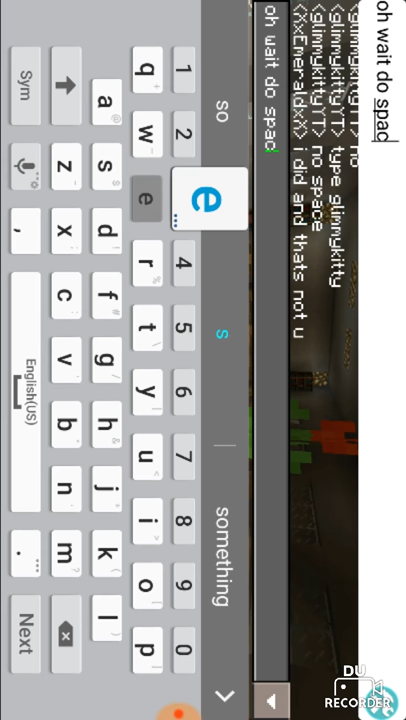 oh wait do spac
<glimmykittyYT> no
<glimmykittyYT> type glimmykitty
<glimmykittyYT> no space
<XxEmeraldxX> i did and thats not u
oh wait do spac
so s something
1 2 e 4 5 6 7 8 9 0
q w e r t y u i o p
a s d f g h j k l
z x c v b n m
Sym , English(US) . Next
DU
RECORDER